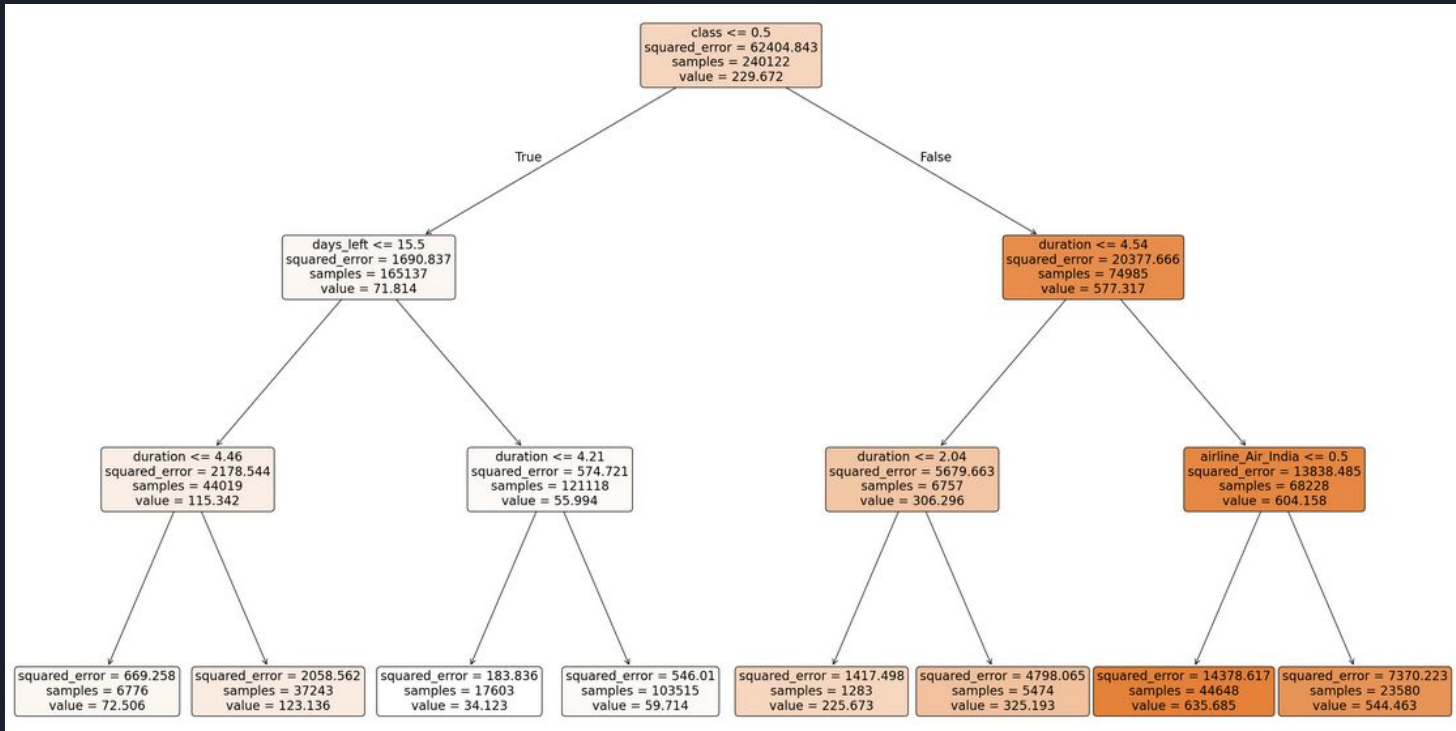 class <= 0.5
squared_error = 62404.843
samples = 240122
value = 229.672
True
False
days_left <= 15.5
squared_error = 1690.837
samples = 165137
value = 71.814
duration <= 4.54
squared_error = 20377.666
samples = 74985
value = 577.317
duration <= 4.46
squared_error = 2178.544
samples = 44019
value = 115.342
duration <= 4.21
squared_error = 574.721
samples = 121118
value = 55.994
duration <= 2.04
squared_error = 5679.663
samples = 6757
value = 306.296
airline_Air_India <= 0.5
squared_error = 13838.485
samples = 68228
value = 604.158
squared_error = 669.258
samples = 6776
value = 72.506
squared_error = 2058.562
samples = 37243
value = 123.136
squared_error = 183.836
samples = 17603
value = 34.123
squared_error = 546.01
samples = 103515
value = 59.714
squared_error = 1417.498
samples = 1283
value = 225.673
squared_error = 4798.065
samples = 5474
value = 325.193
squared_error = 14378.617
samples = 44648
value = 635.685
squared_error = 7370.223
samples = 23580
value = 544.463